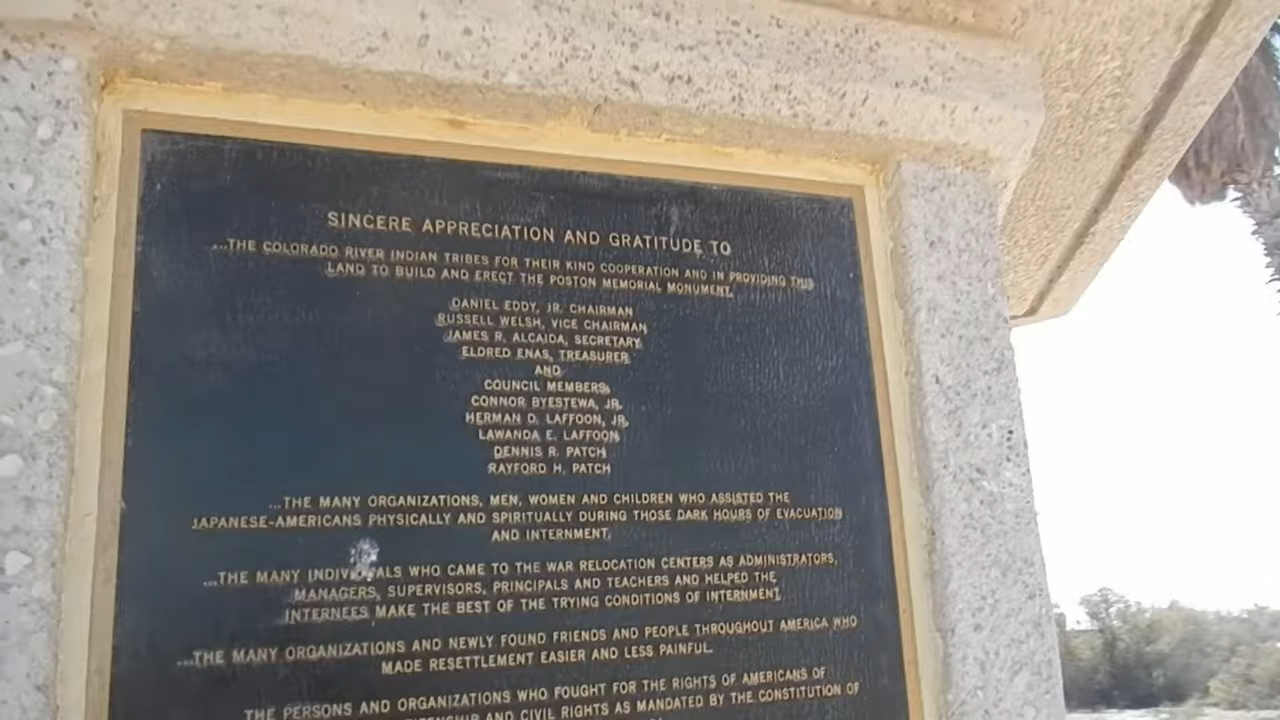 SINCERE APPRECIATION AND GRATITUDE TO
...THE COLORADO RIVER INDIAN TRIBES FOR THEIR KIND COOPERATION AND IN PROVIDING THIS
LAND TO BUILD AND ERECT THE POSTON MEMORIAL MONUMENT.
DANIEL EDDY, JR. CHAIRMAN
RUSSELL WELSH, VICE CHAIRMAN
JAMES R. ALCAIDA, SECRETARY
ELDRED ENAS, TREASURER
AND
COUNCIL MEMBERS
CONNOR BYESTEWA, JR.
HERMAN D. LAFFOON, JR.
LAWANDA E. LAFFOON
DENNIS R. PATCH
RAYFORD H. PATCH
...THE MANY ORGANIZATIONS, MEN, WOMEN AND CHILDREN WHO ASSISTED THE
JAPANESE-AMERICANS PHYSICALLY AND SPIRITUALLY DURING THOSE DARK HOURS OF EVACUATION
AND INTERNMENT.
...THE MANY WHO CAME TO THE WAR RELOCATION CENTERS AS ADMINISTRATORS,
MANAGERS, SUPERVISORS, PRINCIPALS AND TEACHERS AND HELPED THE
INTERNEES MAKE THE BEST OF THE TRYING CONDITIONS OF INTERNMENT.
...THE MANY ORGANIZATIONS AND NEWLY FOUND FRIENDS AND PEOPLE THROUGHOUT AMERICA WHO
MADE RESETTLEMENT EASIER AND LESS PAINFUL.
THE PERSONS AND ORGANIZATIONS WHO FOUGHT FOR THE RIGHTS OF AMERICANS OF
AND CIVIL RIGHTS AS MANDATED BY THE CONSTITUTION OF